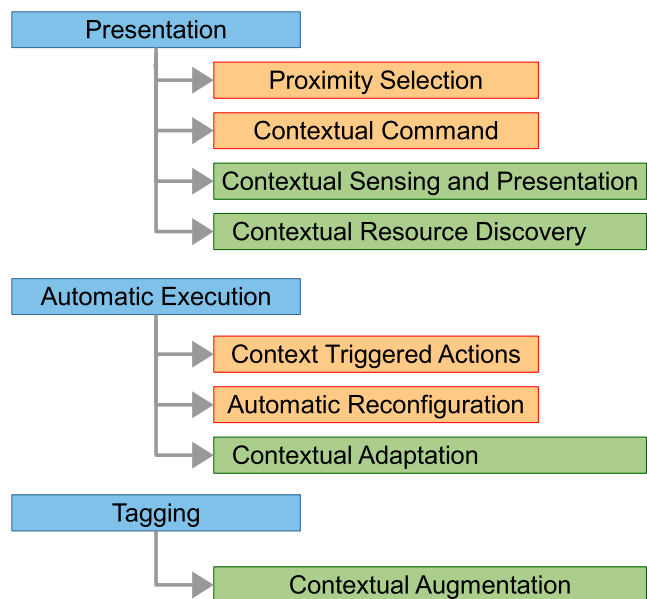 Presentation
Proximity Selection
Contextual Command
Contextual Sensing and Presentation
Contextual Resource Discovery
Automatic Execution
Context Triggered Actions
Automatic Reconfiguration
Contextual Adaptation
Tagging
Contextual Augmentation